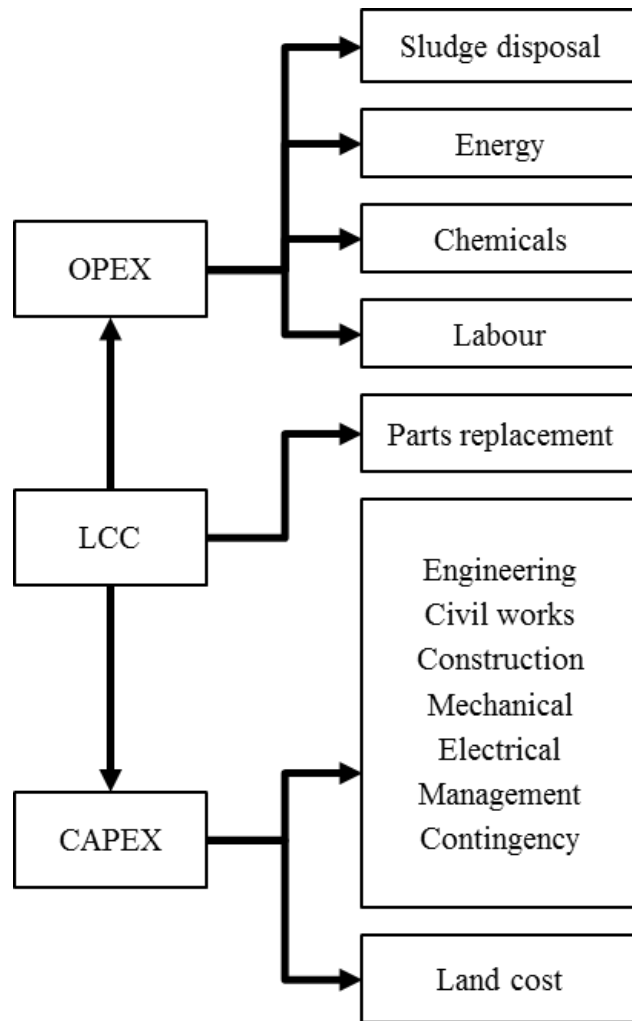 Sludge disposal
Energy
OPEX
Chemicals
Labour
Parts replacement
LCC
Engineering
Civil works
Construction
Mechanical
Electrical
Management
Contingency
CAPEX
Land cost